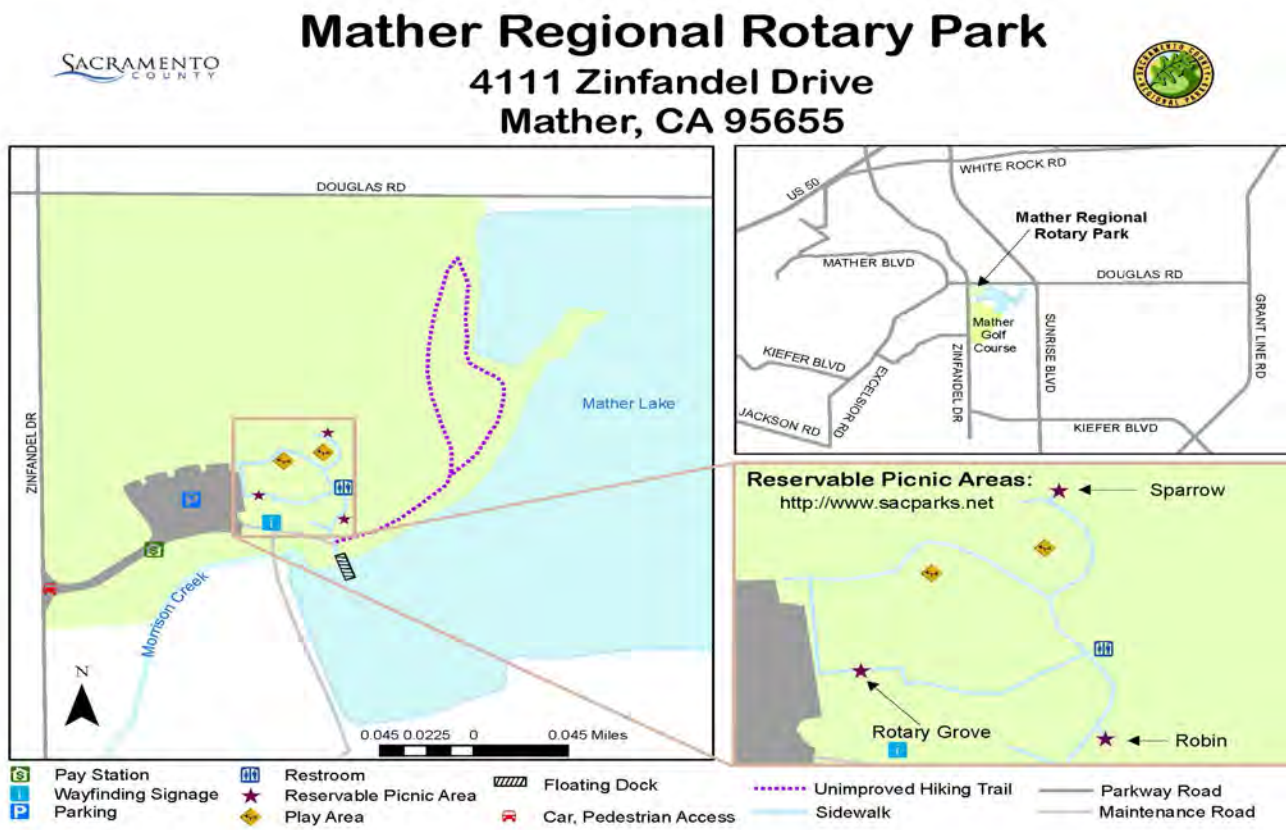 Mather Regional Rotary Park
4111 Zinfandel Drive
Mather, CA 95655
SACRAMENTO
COUNTY
SACRAMENTO COUNTY
REGIONAL PARKS
DOUGLAS RD
ZINFANDEL DR
Mather Lake
Morrison Creek
P
$
i
N
0.045 0.0225 0 0.045 Miles
US 50
WHITE ROCK RD
Mather Regional
Rotary Park
MATHER BLVD
DOUGLAS RD
Mather
Golf
Course
KIEFER BLVD
EXCELSIOR RD
ZINFANDEL DR
SUNRISE BLVD
GRANT LINE RD
JACKSON RD
KIEFER BLVD
Reservable Picnic Areas:
http://www.sacparks.net
Sparrow
Rotary Grove
Robin
i
Pay Station
Wayfinding Signage
Parking
Restroom
Reservable Picnic Area
Play Area
Floating Dock
Car, Pedestrian Access
Unimproved Hiking Trail
Sidewalk
Parkway Road
Maintenance Road